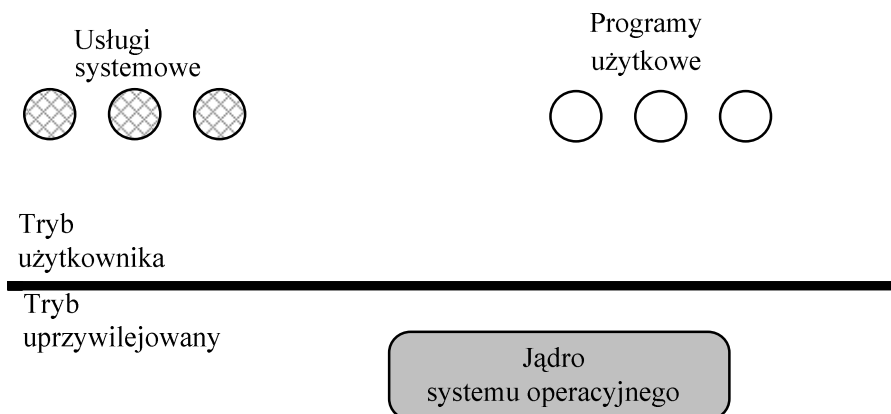 Usługi
systemowe
Programy
użytkowe
Tryb
użytkownika
Tryb
uprzywilejowany
Jądro
systemu operacyjnego